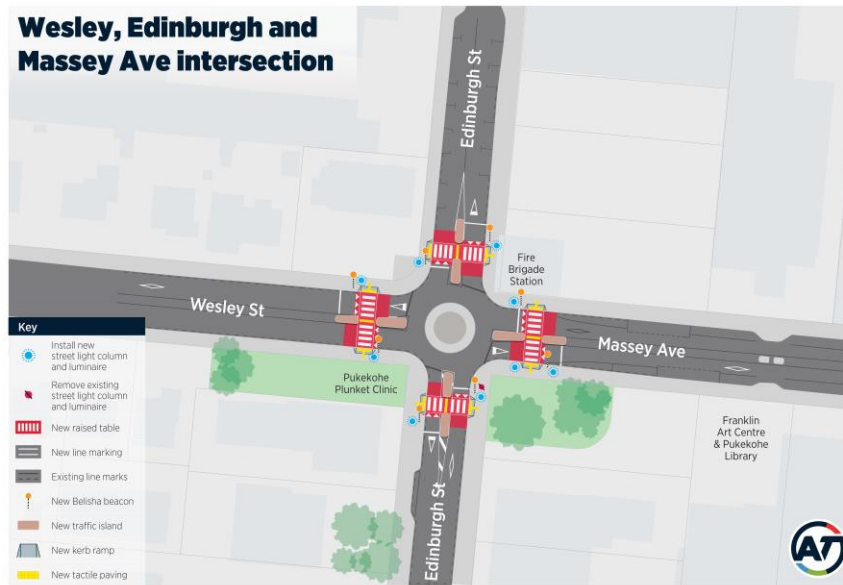 Wesley, Edinburgh and
Massey Ave intersection
Edinburgh St
Fire
Brigade
Station
Wesley St
Massey Ave
Pukekohe
Plunket Clinic
Franklin
Art Centre
& Pukekohe
Library
Edinburgh St
Key
Install new
street light column
and luminaire
Remove existing
street light column
and luminaire
New raised table
New line marking
Existing line marks
New Belisha beacon
New traffic island
New kerb ramp
New tactile paving
AT